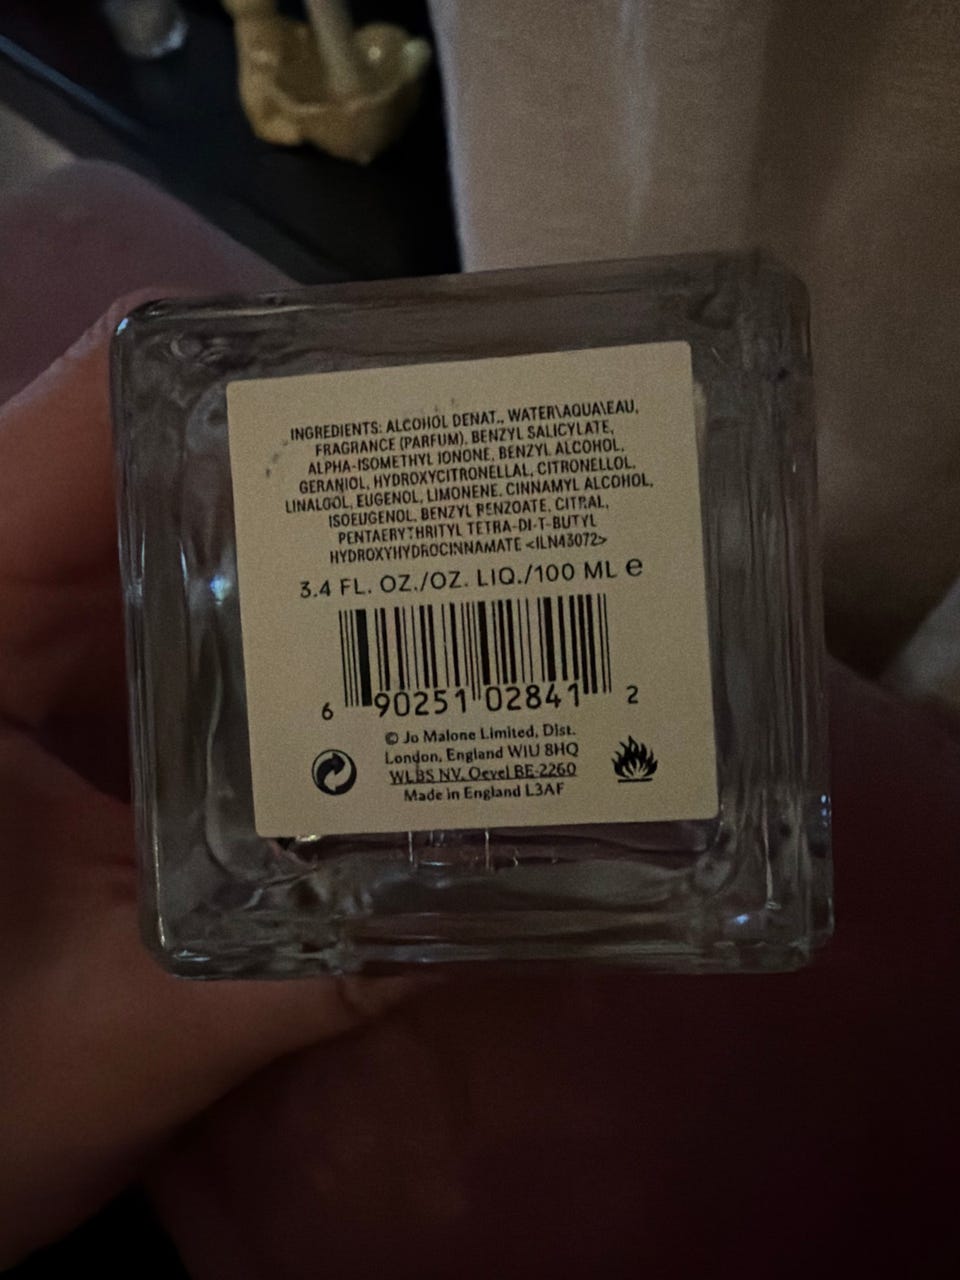 INGREDIENTS: ALCOHOL DENAT., WATER\AQUA\EAU,
FRAGRANCE (PARFUM), BENZYL SALICYLATE,
ALPHA-ISOMETHYL IONONE, BENZYL ALCOHOL,
GERANIOL, HYDROXYCITRONELLAL, CITRONELLOL,
LINALOOL, EUGENOL, LIMONENE, CINNAMYL ALCOHOL,
ISOEUGENOL, BENZYL BENZOATE, CITRAL,
PENTAERYTHRITYL TETRA-DI-T-BUTYL
HYDROXYHYDROCINNAMATE <ILN43072>
3.4 FL. OZ./OZ. LIQ./100 ML e
6 90251 02841 2
© Jo Malone Limited, Dist.
London, England W1U 8HQ
WLBS NV, Oevel BE-2260
Made in England L3AF